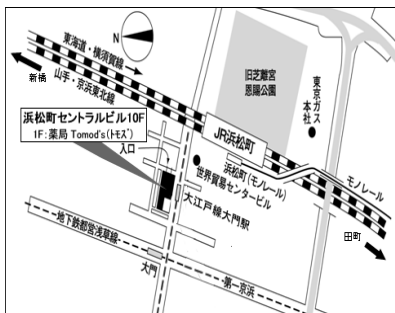 N
東海道・横須賀線
山手・京浜東北線
新橋
旧芝離宮
恩賜公園
東京ガス
本社
浜松町セントラルビル10F
1F:薬局 Tomod's(トモズ)
入口
JR浜松町
浜松町(モノレール)
モノレール
世界貿易センタービル
大江戸線大門駅
田町
地下鉄都営浅草線
大門
第一京浜